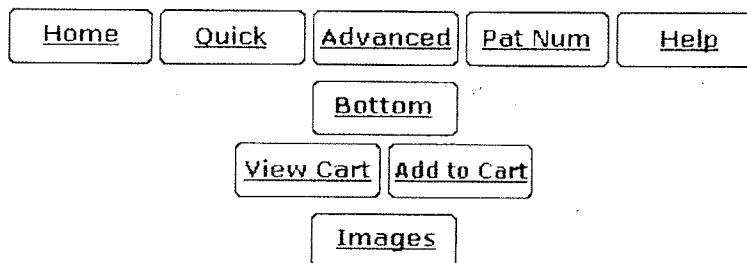 Home Quick Advanced Pat Num Help
Bottom
View Cart Add to Cart
Images